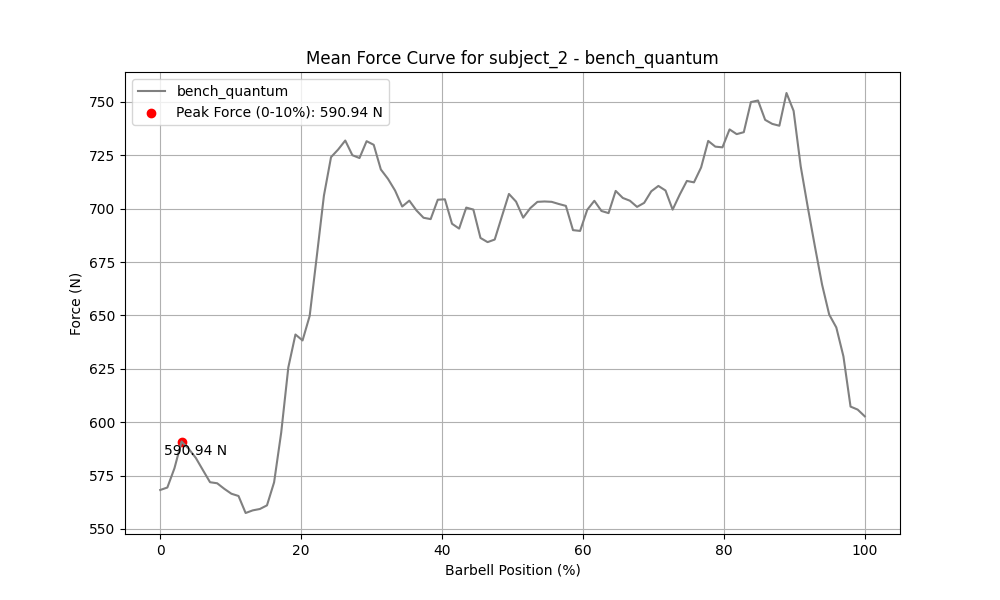 Mean Force Curve for subject_2 - bench_quantum
bench_quantum
Peak Force (0-10%): 590.94 N
750
725
700
675
650
625
600
575
550
Force (N)
590.94 N
0 20 40 60 80 100
Barbell Position (%)